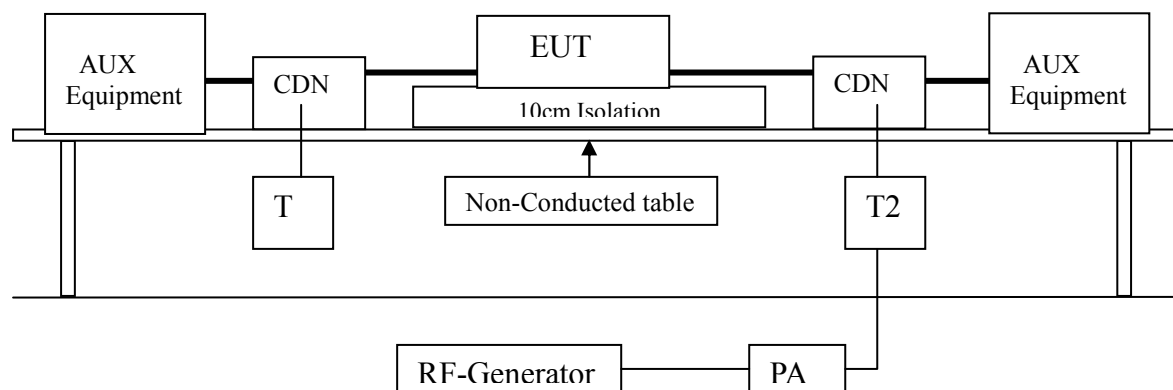 EUT
AUX
Equipment
CDN
CDN
AUX
Equipment
10cm Isolation
T
Non-Conducted table
T2
RF-Generator
PA